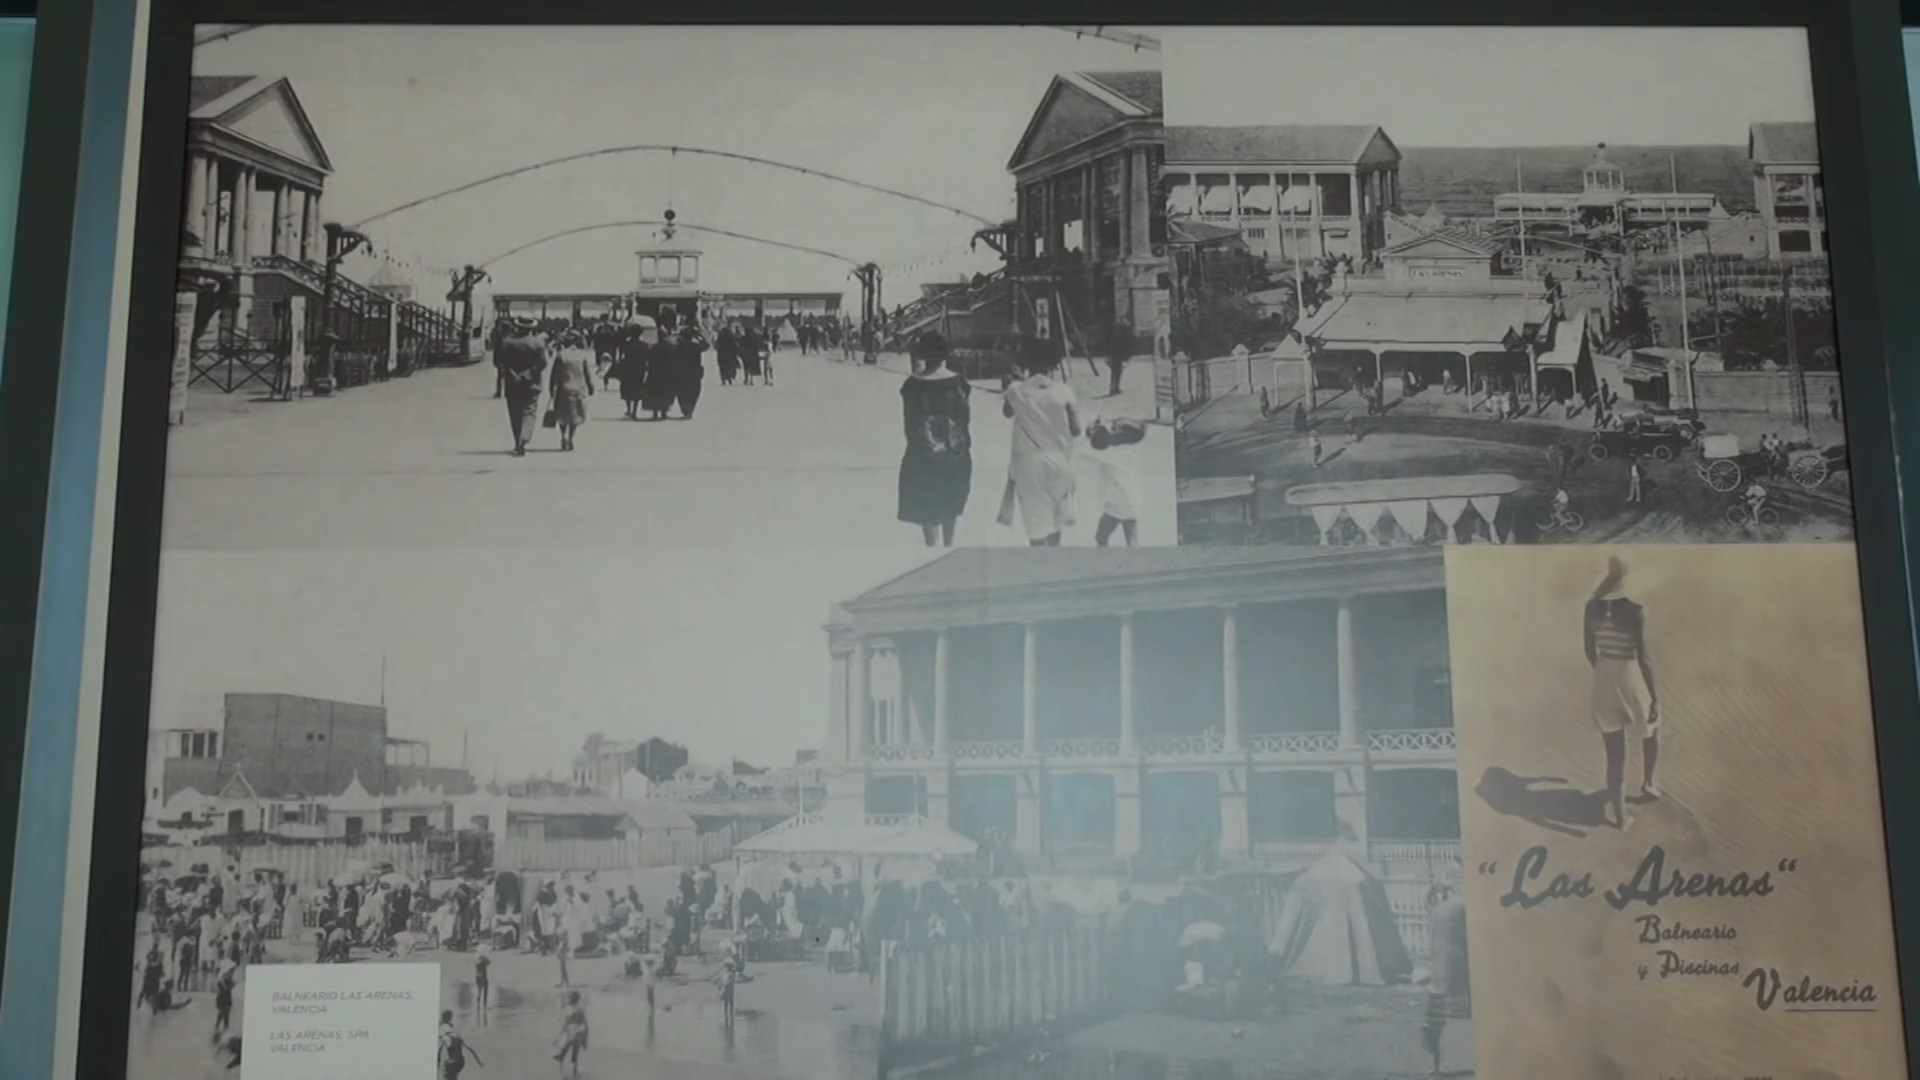 LAS ARENAS
"Las Arenas"
Balneario
y Piscinas
Valencia
BALNEARIO LAS ARENAS,
VALENCIA
LAS ARENAS, SPA
VALENCIA